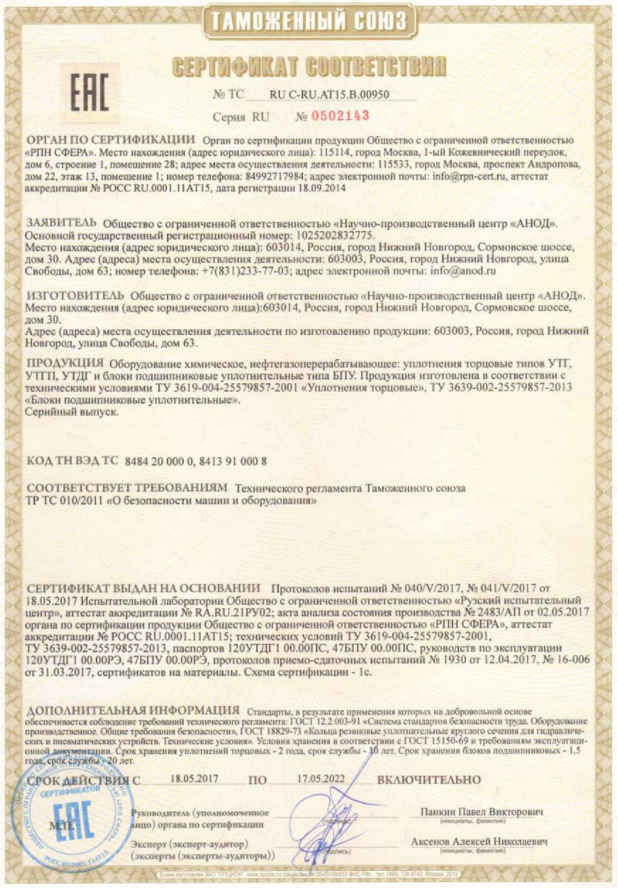 ТАМОЖЕННЫЙ СОЮЗ
СЕРТИФИКАТ СООТВЕТСТВИЯ
ЕАС
№ ТС RU C-RU.АТ15.В.00950
Серия RU № 0502143
ОРГАН ПО СЕРТИФИКАЦИИ Орган по сертификации продукции Общество с ограниченной ответственностью
«РПН СФЕРА». Место нахождения (адрес юридического лица): 115114, город Москва, 1-ый Кожевнический переулок,
дом 6, строение 1, помещение 28; адрес места осуществления деятельности: 115533, город Москва, проспект Андропова,
дом 22, этаж 13, помещение 1; номер телефона: 84992717984; адрес электронной почты: info@rpn-cert.ru, аттестат
аккредитации № РОСС RU.0001.11АТ15, дата регистрации 18.09.2014
ЗАЯВИТЕЛЬ Общество с ограниченной ответственностью «Научно-производственный центр «АНОД».
Основной государственный регистрационный номер: 1025202832775.
Место нахождения (адрес юридического лица): 603014, Россия, город Нижний Новгород, Сормовское шоссе,
дом 30. Адрес (адреса) места осуществления деятельности: 603003, Россия, город Нижний Новгород, улица
Свободы, дом 63; номер телефона: +7(831)233-77-03; адрес электронной почты: info@anod.ru
ИЗГОТОВИТЕЛЬ Общество с ограниченной ответственностью «Научно-производственный центр «АНОД».
Место нахождения (адрес юридического лица):603014, Россия, город Нижний Новгород, Сормовское шоссе,
дом 30.
Адрес (адреса) места осуществления деятельности по изготовлению продукции: 603003, Россия, город Нижний
Новгород, улица Свободы, дом 63.
ПРОДУКЦИЯ Оборудование химическое, нефтегазоперерабатывающее: уплотнения торцовые типов УТГ,
УТГП, УТДГ и блоки подшипниковые уплотнительные типа БПУ. Продукция изготовлена в соответствии с
техническими условиями ТУ 3619-004-25579857-2001 «Уплотнения торцовые», ТУ 3639-002-25579857-2013
«Блоки подшипниковые уплотнительные».
Серийный выпуск.
КОД ТН ВЭД ТС 8484 20 000 0, 8413 91 000 8
СООТВЕТСТВУЕТ ТРЕБОВАНИЯМ Технического регламента Таможенного союза
ТР ТС 010/2011 «О безопасности машин и оборудования»
СЕРТИФИКАТ ВЫДАН НА ОСНОВАНИИ Протоколов испытаний № 040/V/2017, № 041/V/2017 от
18.05.2017 Испытательной лаборатории Общество с ограниченной ответственностью «Рузский испытательный
центр», аттестат аккредитации № RA.RU.21РУ02; акта анализа состояния производства № 2483/АП от 02.05.2017
органа по сертификации продукции Общество с ограниченной ответственностью «РПН СФЕРА», аттестат
аккредитации № РОСС RU.0001.11АТ15; технических условий ТУ 3619-004-25579857-2001,
ТУ 3639-002-25579857-2013, паспортов 120УТДГ1 00.00ПС, 47БПУ 00.00ПС, руководств по эксплуатации
120УТДГ1 00.00РЭ, 47БПУ 00.00РЭ, протоколов приемо-сдаточных испытаний № 1930 от 12.04.2017, № 16-006
от 31.03.2017, сертификатов на материалы. Схема сертификации - 1с.
ДОПОЛНИТЕЛЬНАЯ ИНФОРМАЦИЯ Стандарты, в результате применения которых на добровольной основе
обеспечивается соблюдение требований технического регламента: ГОСТ 12.2.003-91 «Система стандартов безопасности труда. Оборудование
производственное. Общие требования безопасности», ГОСТ 18829-73 «Кольца резиновые уплотнительные круглого сечения для гидравличе-
ских и пневматических устройств. Технические условия». Условия хранения в соответствии с ГОСТ 15150-69 и требованиям эксплуатаци-
онной документации. Срок хранения уплотнений торцовых - 2 года, срок службы - 10 лет. Срок хранения блоков подшипниковых - 1,5
года, срок службы - 20 лет.
СРОК ДЕЙСТВИЯ С 18.05.2017 ПО 17.05.2022 ВКЛЮЧИТЕЛЬНО
СЕРТИФИКАТОВ
ЕАС
М.П.
РОСС RU.0001.11АТ15
Руководитель (уполномоченное
лицо) органа по сертификации
(подпись)
Панкин Павел Викторович
(инициалы, фамилия)
Эксперт (эксперт-аудитор)
(эксперты (эксперты-аудиторы))
(подпись)
Аксенов Алексей Николаевич
(инициалы, фамилия)